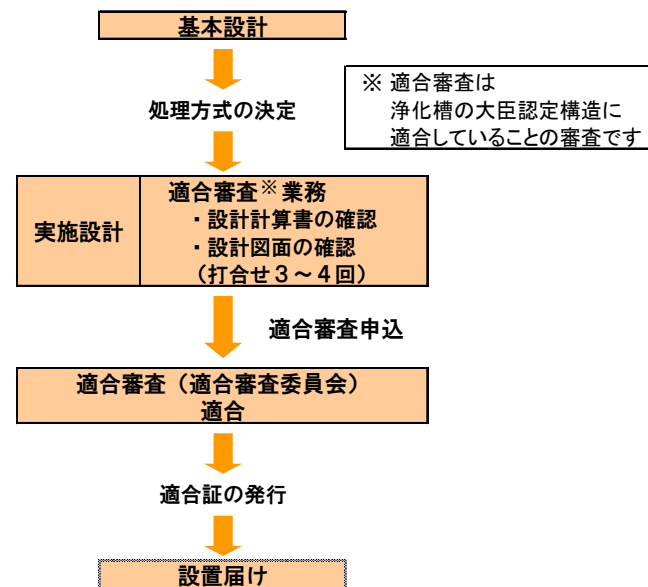 基本設計
処理方式の決定
※ 適合審査は
浄化槽の大臣認定構造に
適合していることの審査です
実施設計
適合審査※業務
・設計計算書の確認
・設計図面の確認
（打合せ３～４回）
適合審査申込
適合審査（適合審査委員会）
適合
適合証の発行
設置届け